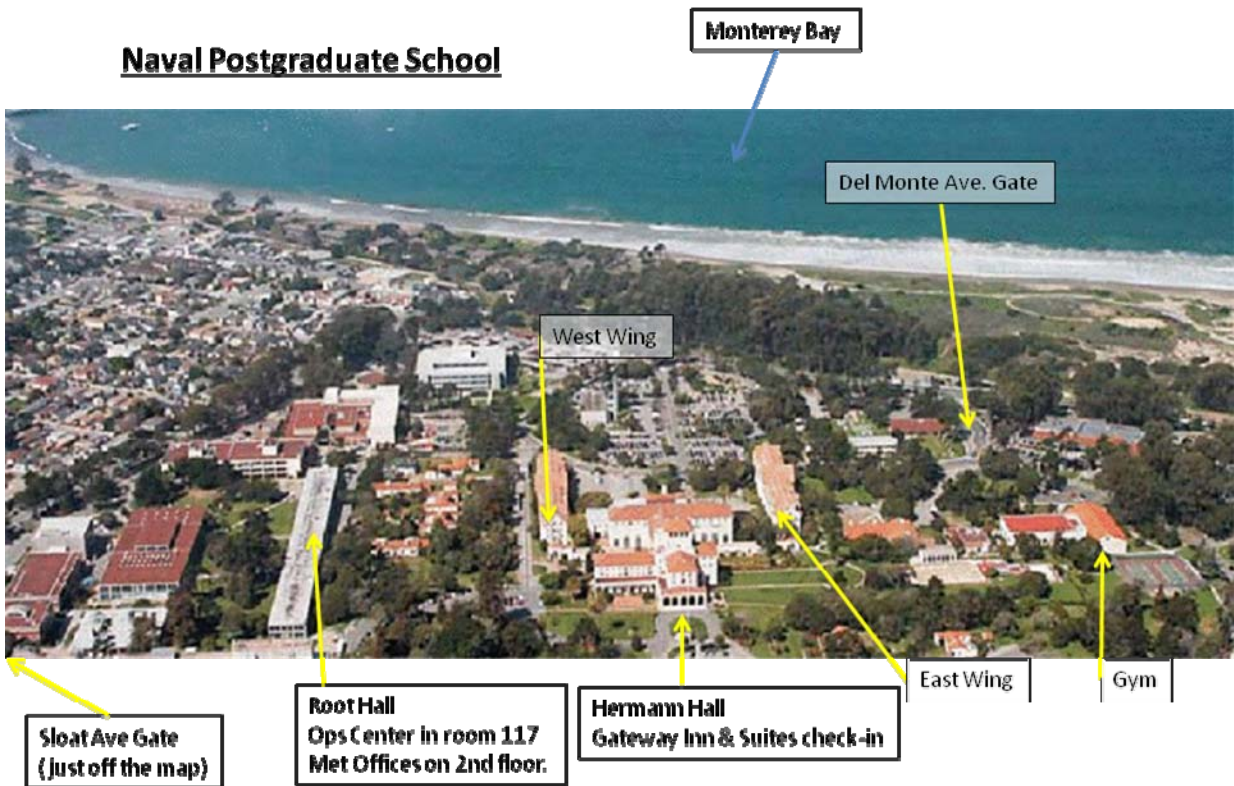 Monterey Bay
Naval Postgraduate School
Del Monte Ave. Gate
West Wing
East Wing
Gym
Sloat Ave Gate
(just off the map)
Root Hall
Ops Center in room 117
Met Offices on 2nd floor.
Hermann Hall
Gateway Inn & Suites check-in